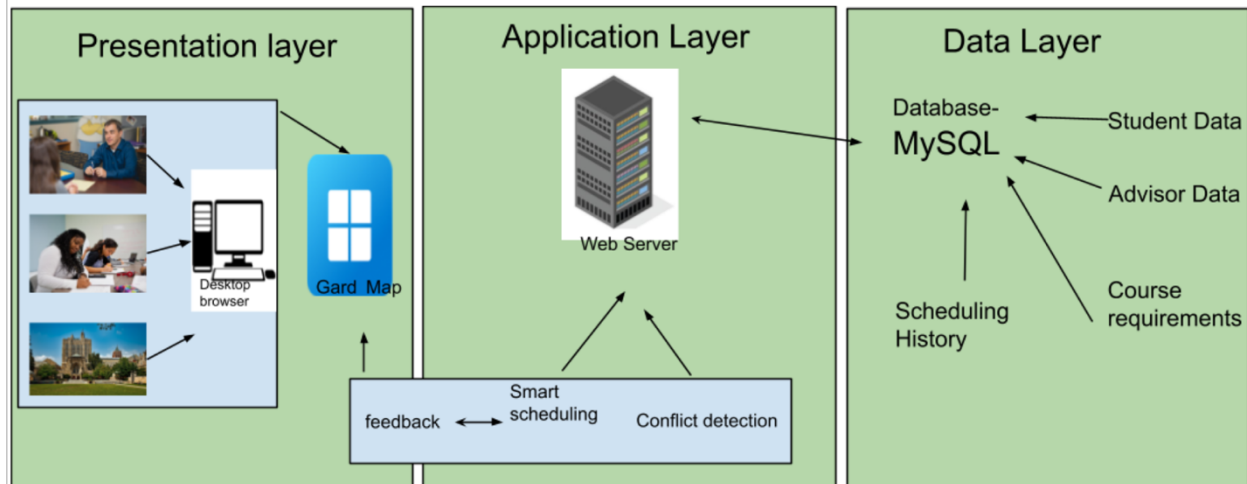 Presentation layer
Desktop
browser
Gard Map
Application Layer
Web Server
feedback
Smart
scheduling
Conflict detection
Data Layer
Database-
MySQL
Student Data
Advisor Data
Scheduling
History
Course
requirements